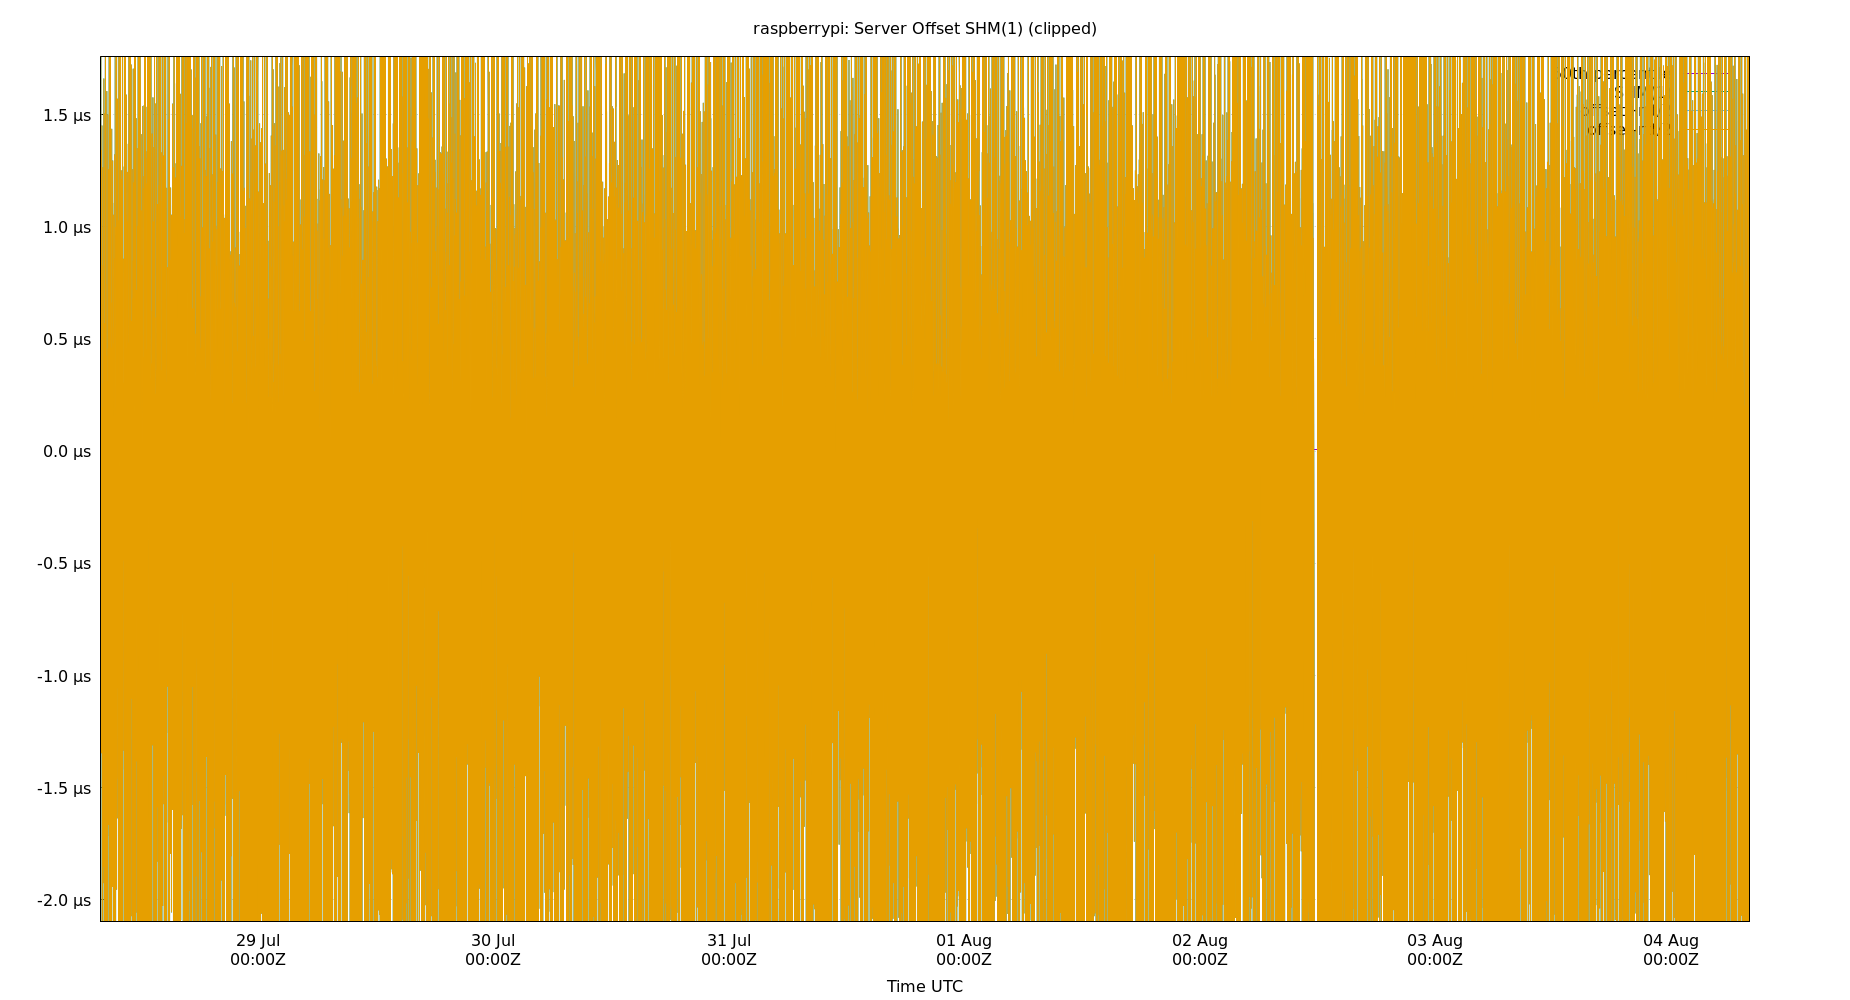 raspberrypi: Server Offset SHM(1) (clipped)
1.5 µs
1.0 µs
0.5 µs
0.0 µs
-0.5 µs
-1.0 µs
-1.5 µs
-2.0 µs
29 Jul 30 Jul 31 Jul 01 Aug 02 Aug 03 Aug 04 Aug
00:00Z 00:00Z 00:00Z 00:00Z 00:00Z 00:00Z 00:00Z
Time UTC